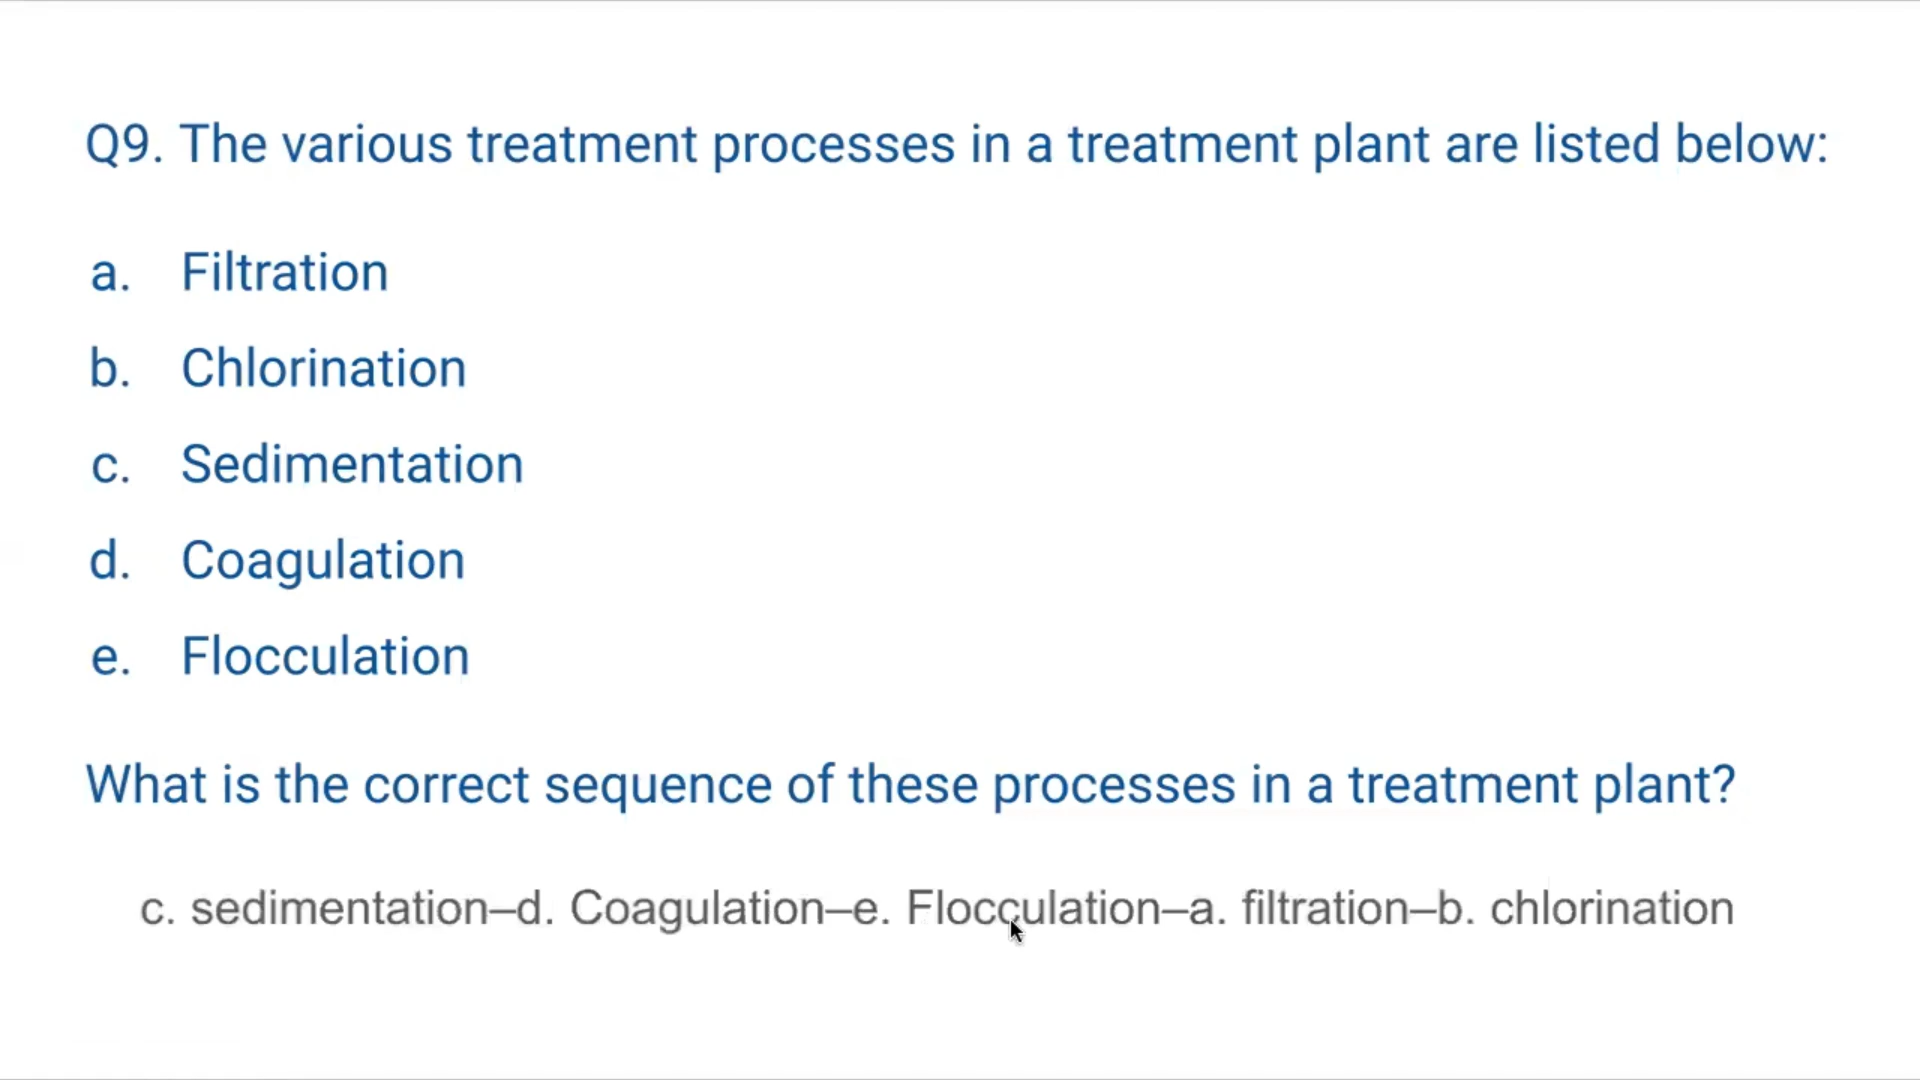 Q9. The various treatment processes in a treatment plant are listed below:
a. Filtration
b. Chlorination
c. Sedimentation
d. Coagulation
e. Flocculation
What is the correct sequence of these processes in a treatment plant?
c. sedimentation–d. Coagulation–e. Flocculation–a. filtration–b. chlorination